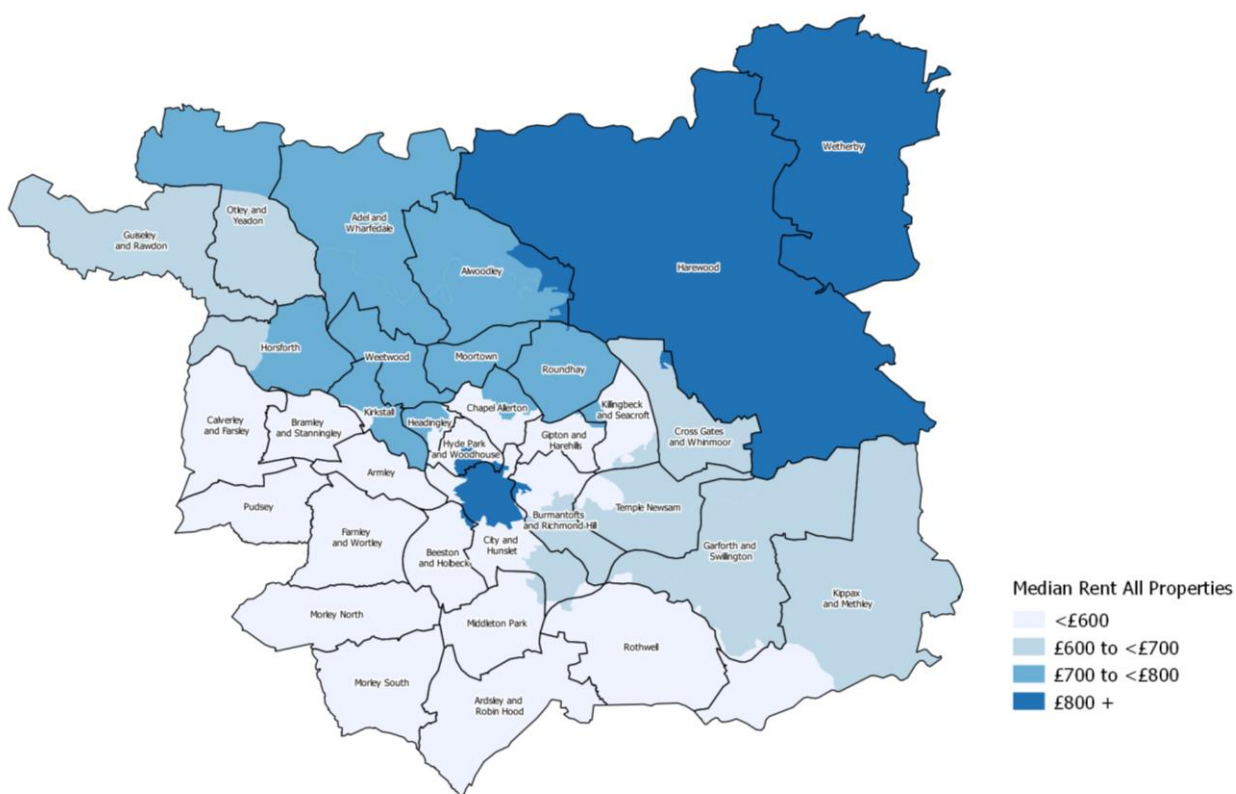 Wetherby
Otley and
Yeadon
Adel and
Wharfedale
Guiseley
and Rawdon
Harewood
Alwoodley
Horsforth
Weetwood
Moortown
Roundhay
Calverley
and Farsley
Bramley
and Stanningley
Kirkstall
Headingley
Chapel Allerton
Killingbeck
and Seacroft
Cross Gates
and Whinmoor
Hyde Park
and Woodhouse
Gipton and
Harehills
Armley
Pudsey
Temple Newsam
Burmantofts
and Richmond-Hill
Farnley
and Wortley
Beeston
and Holbeck
City and
Hunslet
Garforth and
Swillington
Kippax
and Methley
Morley North
Middleton Park
Rothwell
Morley South
Ardsley and
Robin Hood
Median Rent All Properties
<£600
£600 to <£700
£700 to <£800
£800 +